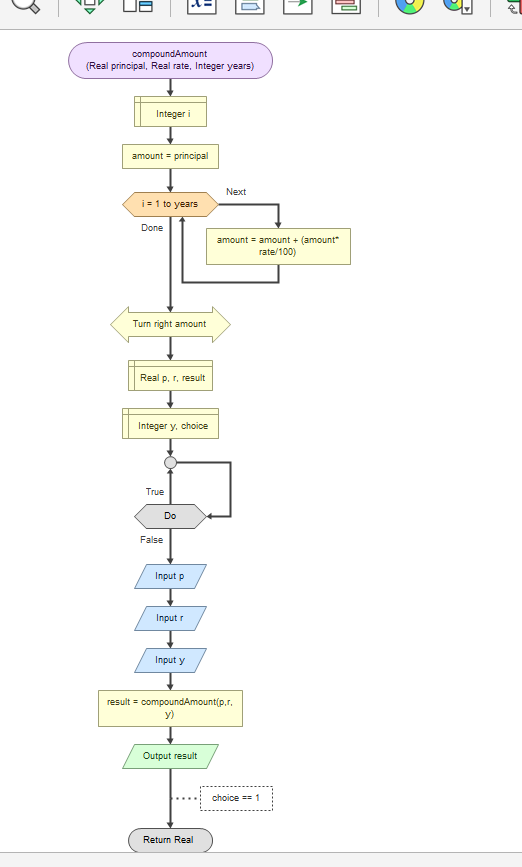 compoundAmount
(Real principal, Real rate, Integer years)
Integer i
amount = principal
i = 1 to years
Next
Done
amount = amount + (amount*
rate/100)
Turn right amount
Real p, r, result
Integer y, choice
True
Do
False
Input p
Input r
Input y
result = compoundAmount(p,r,
y)
Output result
choice == 1
Return Real